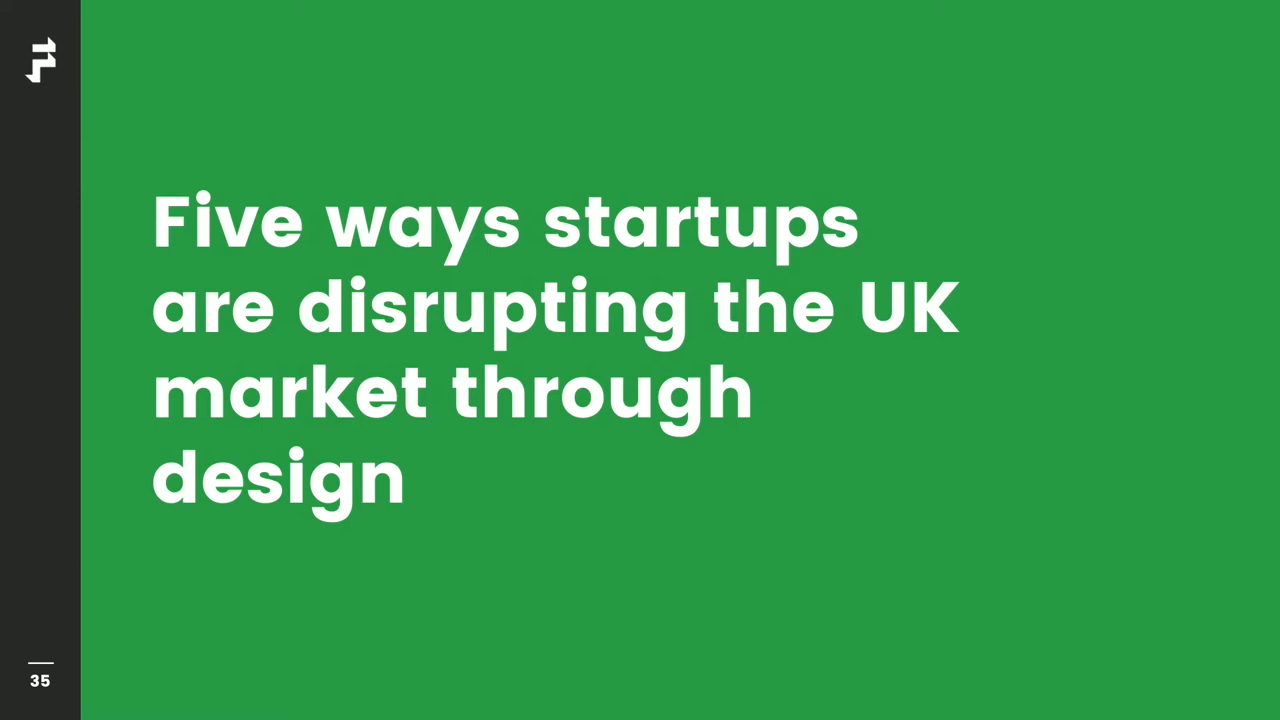 Five ways startups
are disrupting the UK
market through
design
35